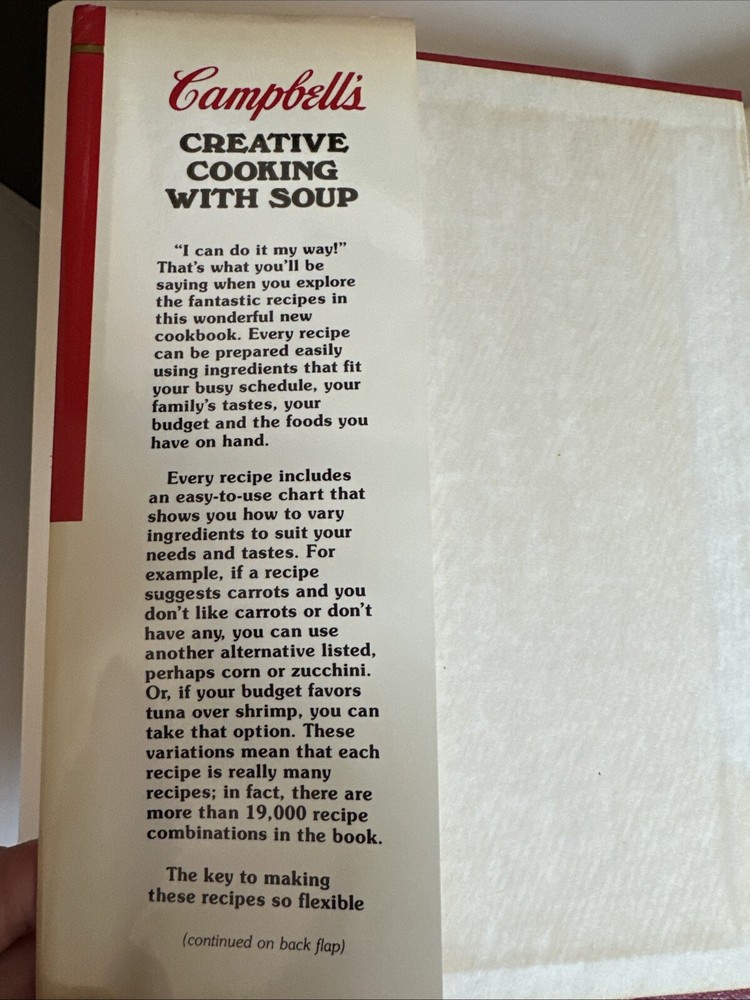 Campbell's
CREATIVE
COOKING
WITH SOUP
“I can do it my way!”
That’s what you’ll be
saying when you explore
the fantastic recipes in
this wonderful new
cookbook. Every recipe
can be prepared easily
using ingredients that fit
your busy schedule, your
family’s tastes, your
budget and the foods you
have on hand.
Every recipe includes
an easy-to-use chart that
shows you how to vary
ingredients to suit your
needs and tastes. For
example, if a recipe
suggests carrots and you
don’t like carrots or don’t
have any, you can use
another alternative listed,
perhaps corn or zucchini.
Or, if your budget favors
tuna over shrimp, you can
take that option. These
variations mean that each
recipe is really many
recipes; in fact, there are
more than 19,000 recipe
combinations in the book.
The key to making
these recipes so flexible
(continued on back flap)